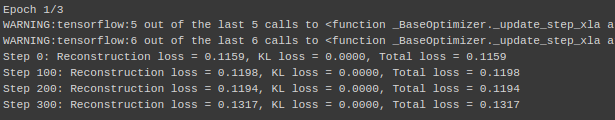 Epoch 1/3
WARNING:tensorflow:5 out of the last 5 calls to <function _BaseOptimizer._update_step_xla a
WARNING:tensorflow:6 out of the last 6 calls to <function _BaseOptimizer._update_step_xla a
Step 0: Reconstruction loss = 0.1159, KL loss = 0.0000, Total loss = 0.1159
Step 100: Reconstruction loss = 0.1198, KL loss = 0.0000, Total loss = 0.1198
Step 200: Reconstruction loss = 0.1194, KL loss = 0.0000, Total loss = 0.1194
Step 300: Reconstruction loss = 0.1317, KL loss = 0.0000, Total loss = 0.1317